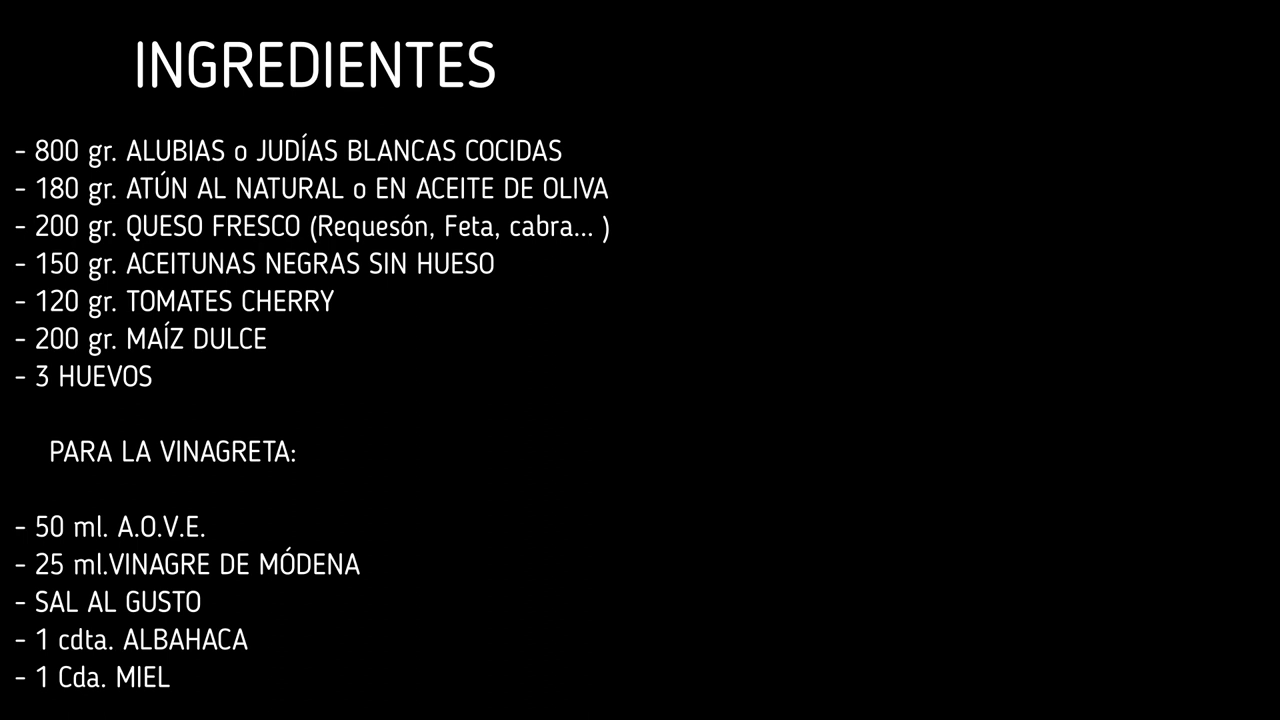 INGREDIENTES
- 800 gr. ALUBIAS o JUDÍAS BLANCAS COCIDAS
- 180 gr. ATÚN AL NATURAL o EN ACEITE DE OLIVA
- 200 gr. QUESO FRESCO (Requesón, Feta, cabra... )
- 150 gr. ACEITUNAS NEGRAS SIN HUESO
- 120 gr. TOMATES CHERRY
- 200 gr. MAÍZ DULCE
- 3 HUEVOS
PARA LA VINAGRETA:
- 50 ml. A.O.V.E.
- 25 ml.VINAGRE DE MÓDENA
- SAL AL GUSTO
- 1 cdta. ALBAHACA
- 1 Cda. MIEL